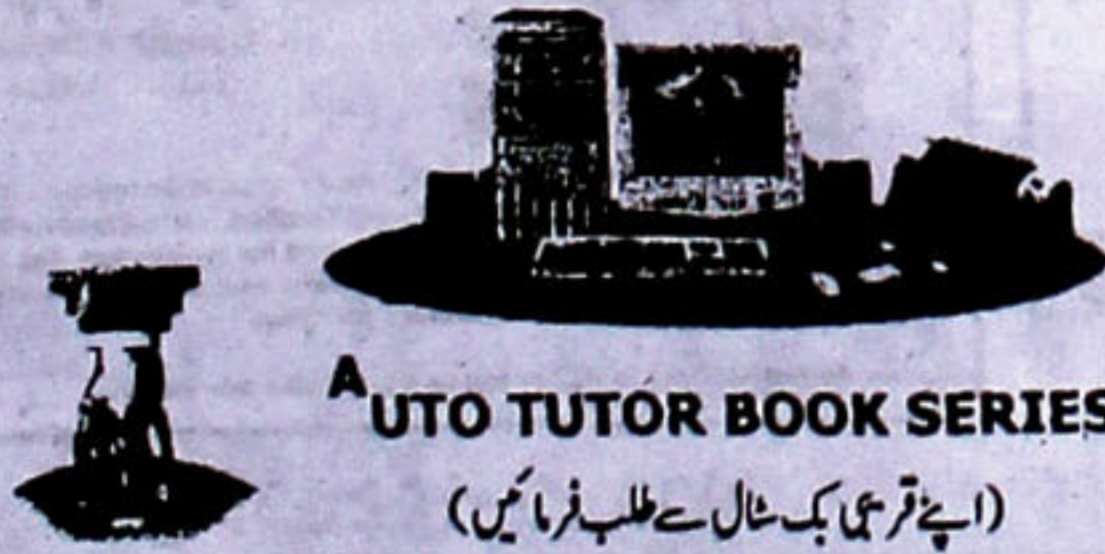 AUTO TUTOR BOOK SERIES
(اپنے قریبی بک سٹال سے طلب فرمائیں)